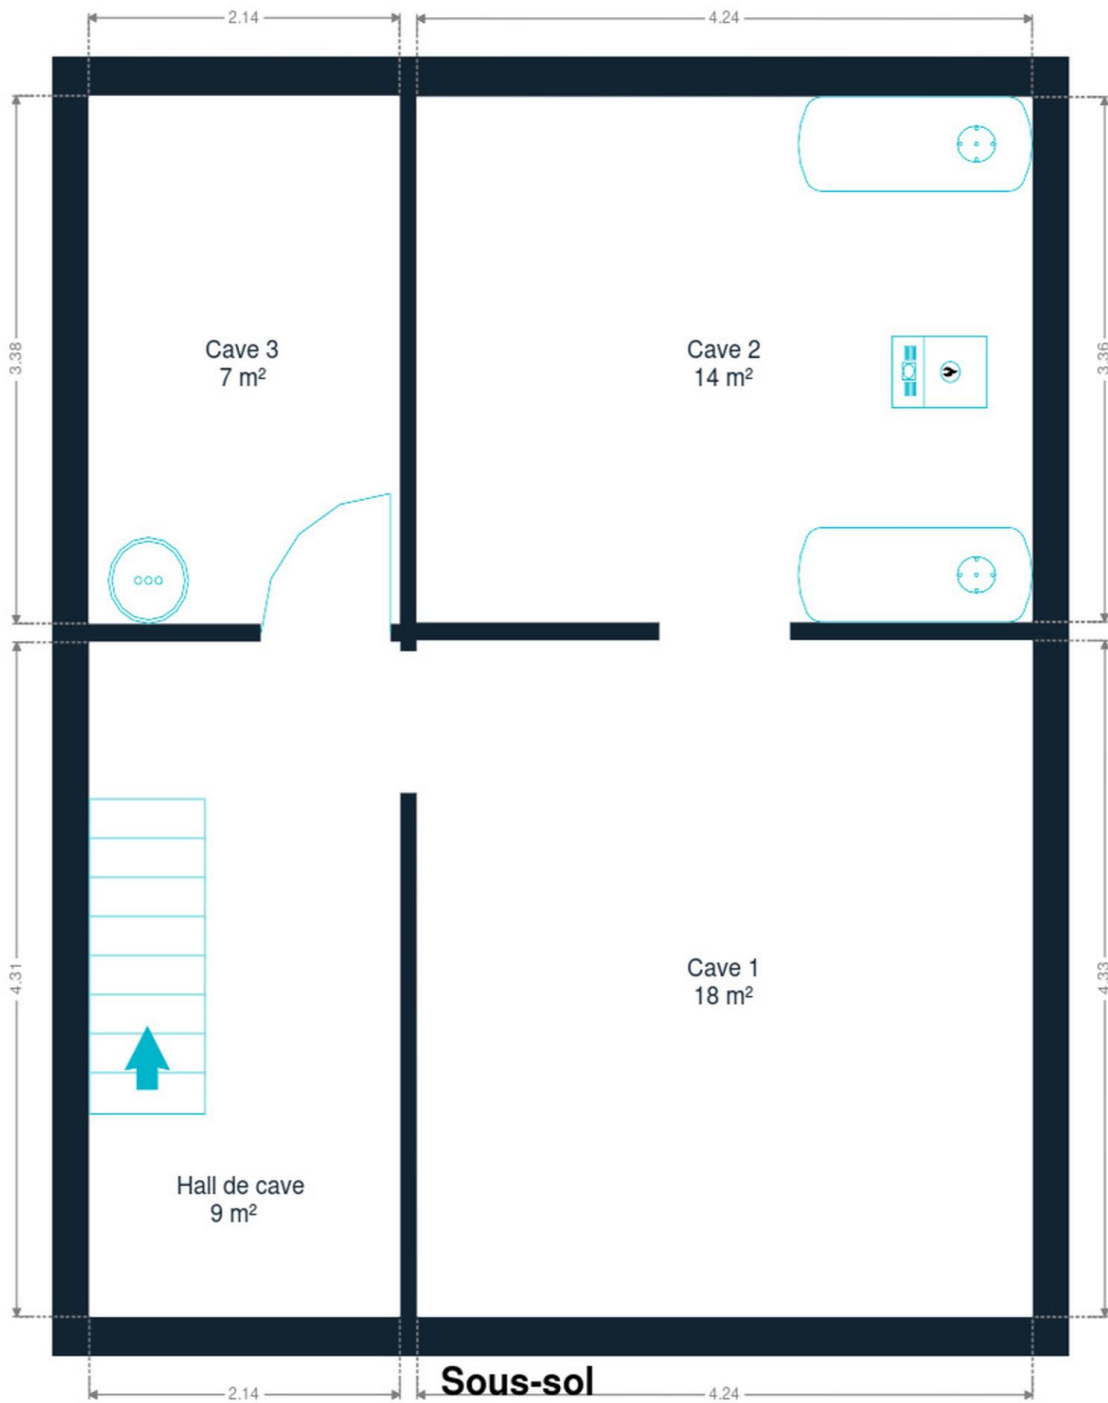 2.14
4.24
3.38
3.36
Cave 3
7 m²
Cave 2
14 m²
4.31
4.33
Cave 1
18 m²
Hall de cave
9 m²
Sous-sol
2.14
4.24